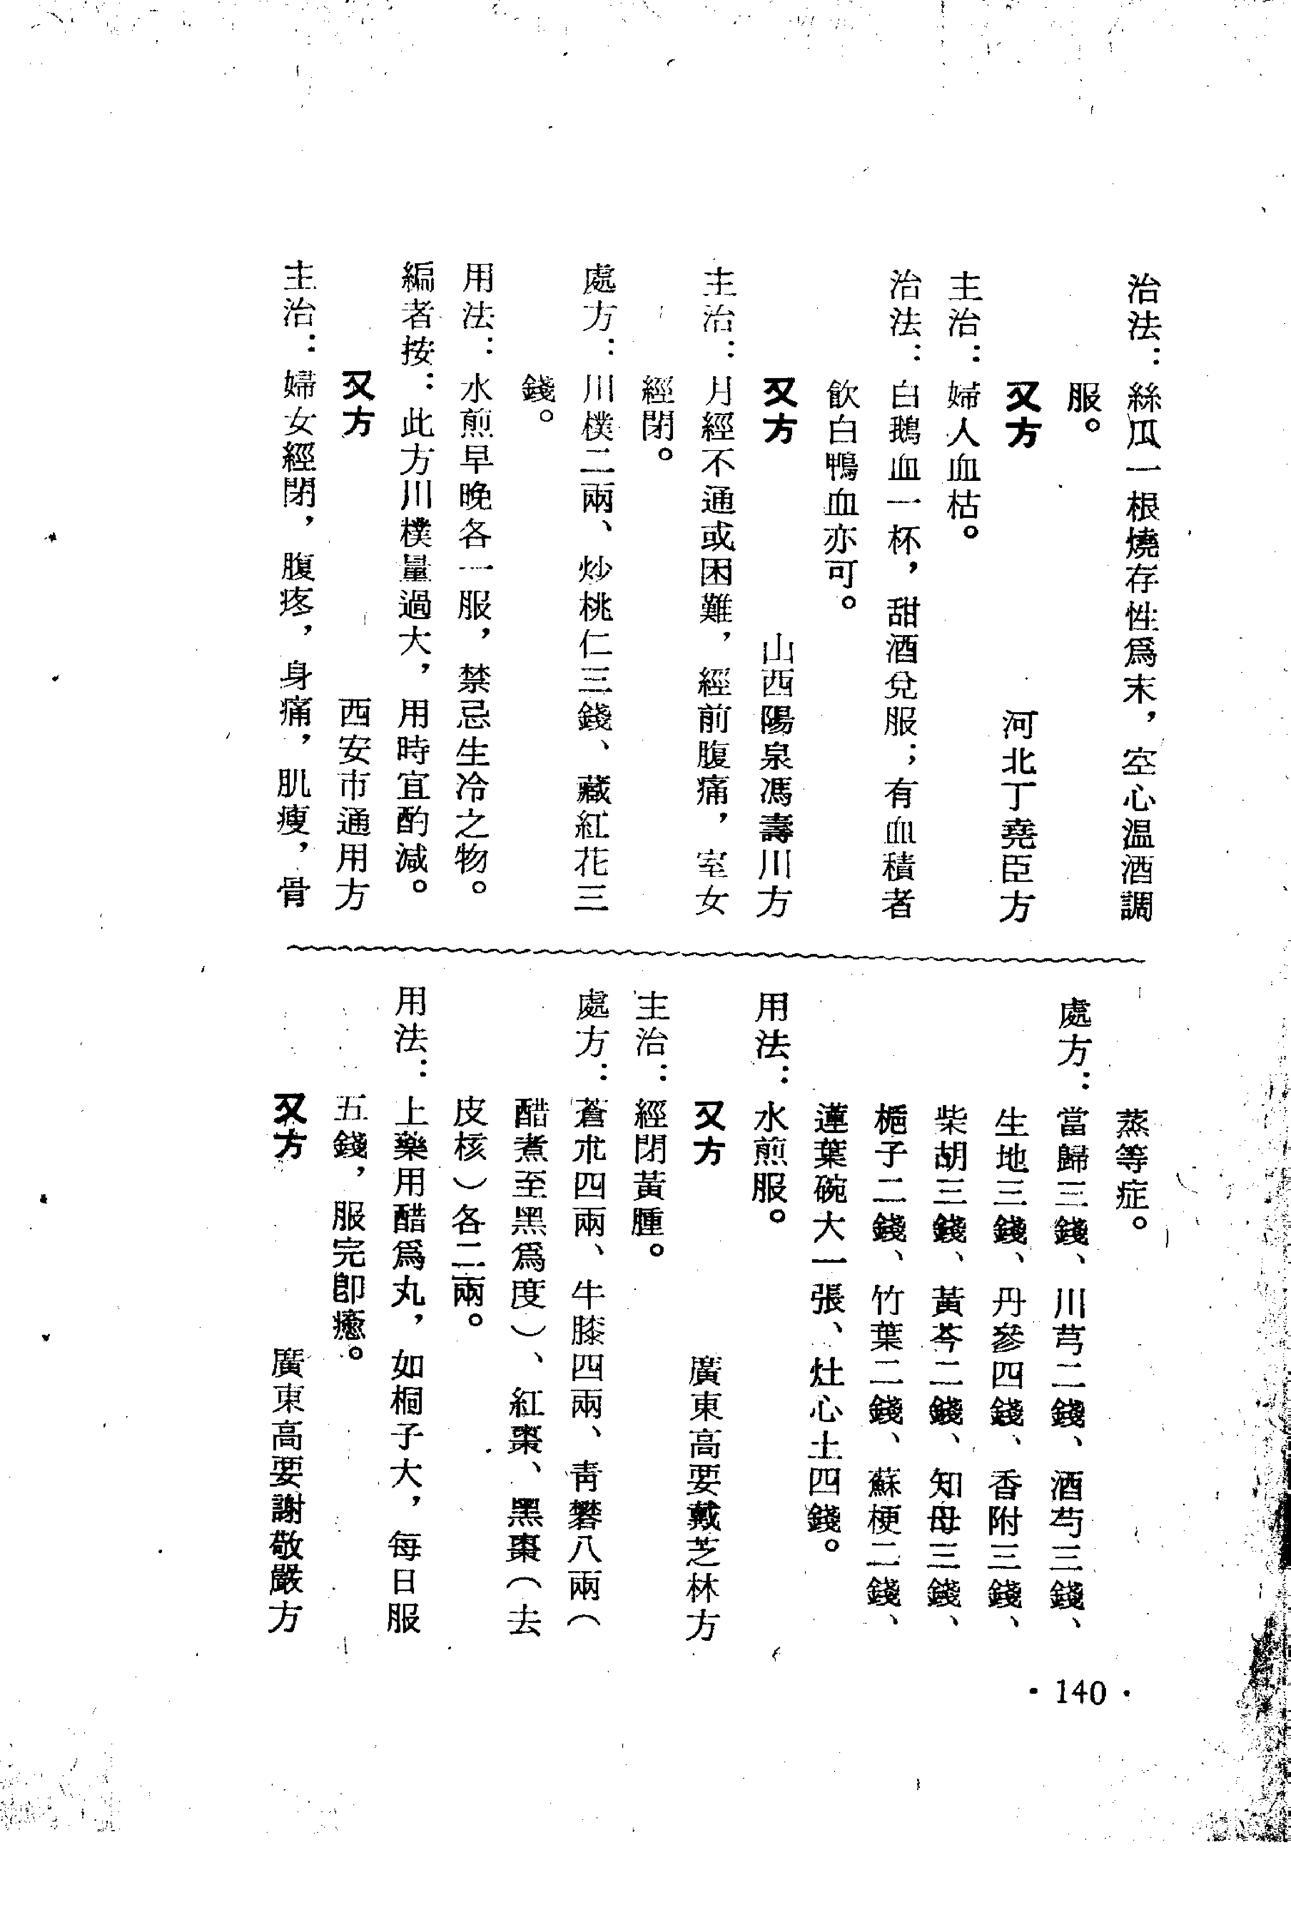 治法：絲瓜一根燒存性爲末，空心温酒調
服。
又方　河北丁堯臣方
主治：婦人血枯。
治法：白鵝血一杯，甜酒兌服；有血積者
飲白鴨血亦可。
又方　山西陽泉馮壽川方
主治：月經不通或困難，經前腹痛，室女
經閉。
處方：川樸二兩、炒桃仁三錢、藏紅花三
錢。
用法：水煎早晚各一服，禁忌生冷之物。
編者按：此方川樸量過大，用時宜酌減。
又方　西安市通用方
主治：婦女經閉，腹疼，身痛，肌瘦，骨
蒸等症。
處方：當歸三錢、川芎二錢、酒芍三錢、
生地三錢、丹參四錢、香附三錢、
柴胡三錢、黃芩二錢、知母三錢、
梔子二錢、竹葉二錢、蘇梗二錢、
蓮葉碗大一張、灶心土四錢。
用法：水煎服。
又方　廣東高要戴芝林方
主治：經閉黃腫。
處方：蒼朮四兩、牛膝四兩、青礬八兩（
醋煮至黑爲度）、紅棗、黑棗（去
皮核）各二兩。
用法：上藥用醋爲丸，如桐子大，每日服
五錢，服完卽癒。
又方　廣東高要謝敬嚴方
· 140 ·